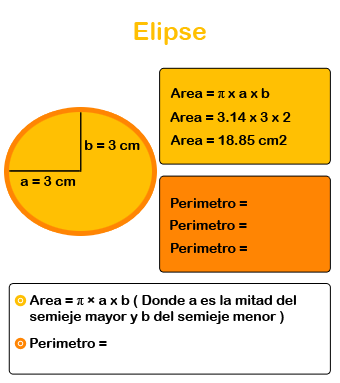 Elipse
Area = π x a x b
Area = 3.14 x 3 x 2
Area = 18.85 cm2
b = 3 cm
a = 3 cm
Perimetro =
Perimetro =
Perimetro =
Area = π × a x b ( Donde a es la mitad del
semieje mayor y b del semieje menor )
Perimetro =